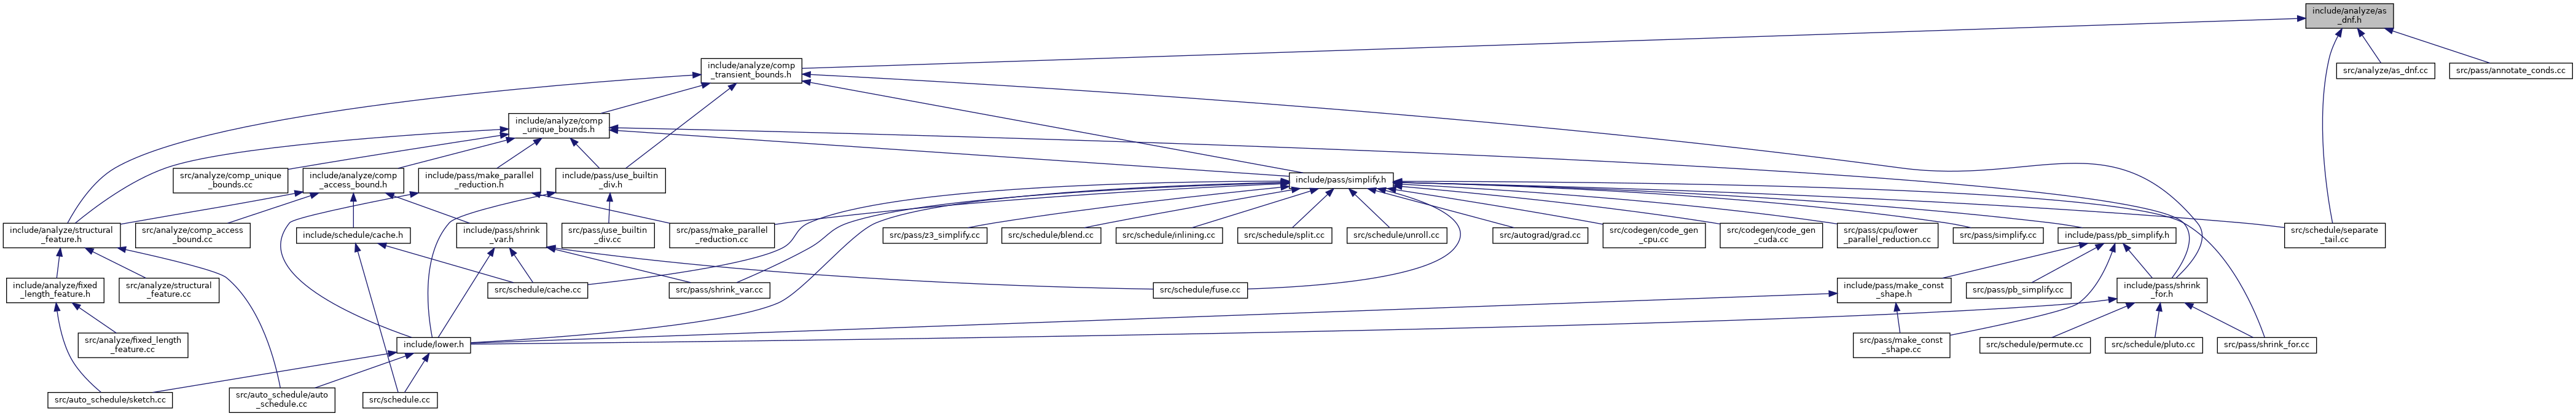 include/analyze/as
_dnf.h
include/analyze/comp
_transient_bounds.h
src/analyze/as_dnf.cc
src/pass/annotate_conds.cc
include/analyze/comp
_unique_bounds.h
src/analyze/comp_unique
_bounds.cc
include/analyze/comp
_access_bound.h
include/pass/make_parallel
_reduction.h
include/pass/use_builtin
_div.h
include/pass/simplify.h
include/analyze/structural
_feature.h
src/analyze/comp_access
_bound.cc
include/schedule/cache.h
include/pass/shrink
_var.h
src/pass/use_builtin
_div.cc
src/pass/make_parallel
_reduction.cc
src/pass/z3_simplify.cc
src/schedule/blend.cc
src/schedule/inlining.cc
src/schedule/split.cc
src/schedule/unroll.cc
src/autograd/grad.cc
src/codegen/code_gen
_cpu.cc
src/codegen/code_gen
_cuda.cc
src/pass/cpu/lower
_parallel_reduction.cc
src/pass/simplify.cc
include/pass/pb_simplify.h
src/schedule/separate
_tail.cc
include/analyze/fixed
_length_feature.h
src/analyze/structural
_feature.cc
src/schedule/cache.cc
src/pass/shrink_var.cc
src/schedule/fuse.cc
include/pass/make_const
_shape.h
src/pass/pb_simplify.cc
include/pass/shrink
_for.h
src/analyze/fixed_length
_feature.cc
include/lower.h
src/pass/make_const
_shape.cc
src/schedule/permute.cc
src/schedule/pluto.cc
src/pass/shrink_for.cc
src/auto_schedule/sketch.cc
src/auto_schedule/auto
_schedule.cc
src/schedule.cc